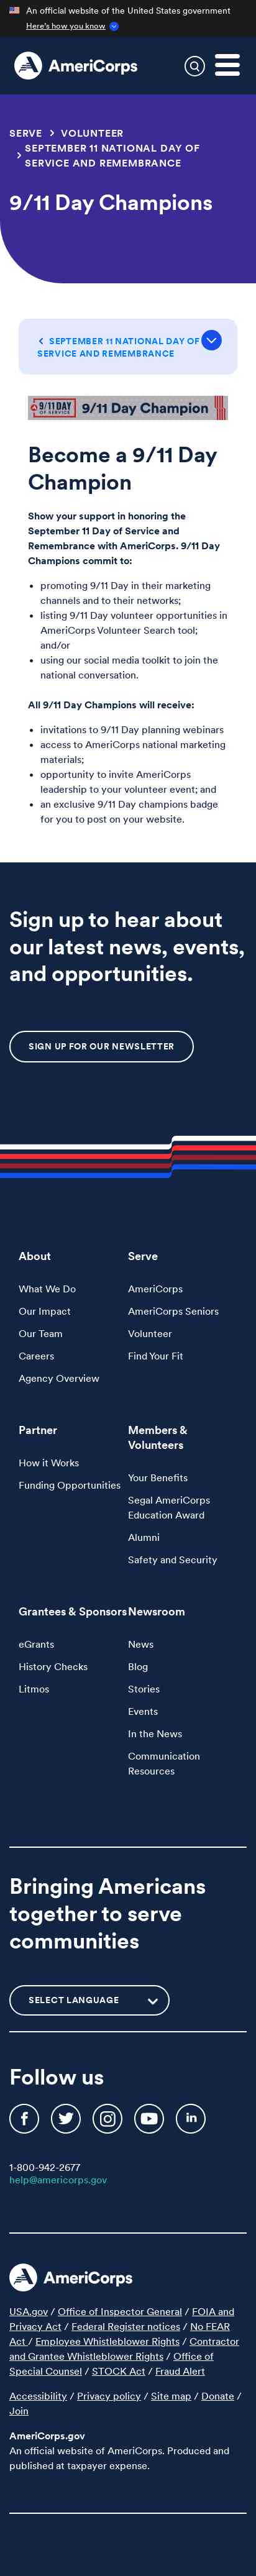 An official website of the United States government
Here's how you know
AmeriCorps
SERVE > VOLUNTEER
> SEPTEMBER 11 NATIONAL DAY OF
SERVICE AND REMEMBRANCE
9/11 Day Champions
< SEPTEMBER 11 NATIONAL DAY OF
SERVICE AND REMEMBRANCE
9/11 DAY OF SERVICE 9/11 Day Champion
Become a 9/11 Day
Champion
Show your support in honoring the
September 11 Day of Service and
Remembrance with AmeriCorps. 9/11 Day
Champions commit to:
• promoting 9/11 Day in their marketing
channels and to their networks;
• listing 9/11 Day volunteer opportunities in
AmeriCorps Volunteer Search tool;
and/or
• using our social media toolkit to join the
national conversation.
All 9/11 Day Champions will receive:
• invitations to 9/11 Day planning webinars
• access to AmeriCorps national marketing
materials;
• opportunity to invite AmeriCorps
leadership to your volunteer event; and
• an exclusive 9/11 Day champions badge
for you to post on your website.
Sign up to hear about
our latest news, events,
and opportunities.
SIGN UP FOR OUR NEWSLETTER
About
What We Do
Our Impact
Our Team
Careers
Agency Overview
Serve
AmeriCorps
AmeriCorps Seniors
Volunteer
Find Your Fit
Partner
How it Works
Funding Opportunities
Members &
Volunteers
Your Benefits
Segal AmeriCorps
Education Award
Alumni
Safety and Security
Grantees & Sponsors
eGrants
History Checks
Litmos
Newsroom
News
Blog
Stories
Events
In the News
Communication
Resources
Bringing Americans
together to serve
communities
SELECT LANGUAGE
Follow us
1-800-942-2677
help@americorps.gov
AmeriCorps
USA.gov / Office of Inspector General / FOIA and
Privacy Act / Federal Register notices / No FEAR
Act / Employee Whistleblower Rights / Contractor
and Grantee Whistleblower Rights / Office of
Special Counsel / STOCK Act / Fraud Alert
Accessibility / Privacy policy / Site map / Donate /
Join
AmeriCorps.gov
An official website of AmeriCorps. Produced and
published at taxpayer expense.